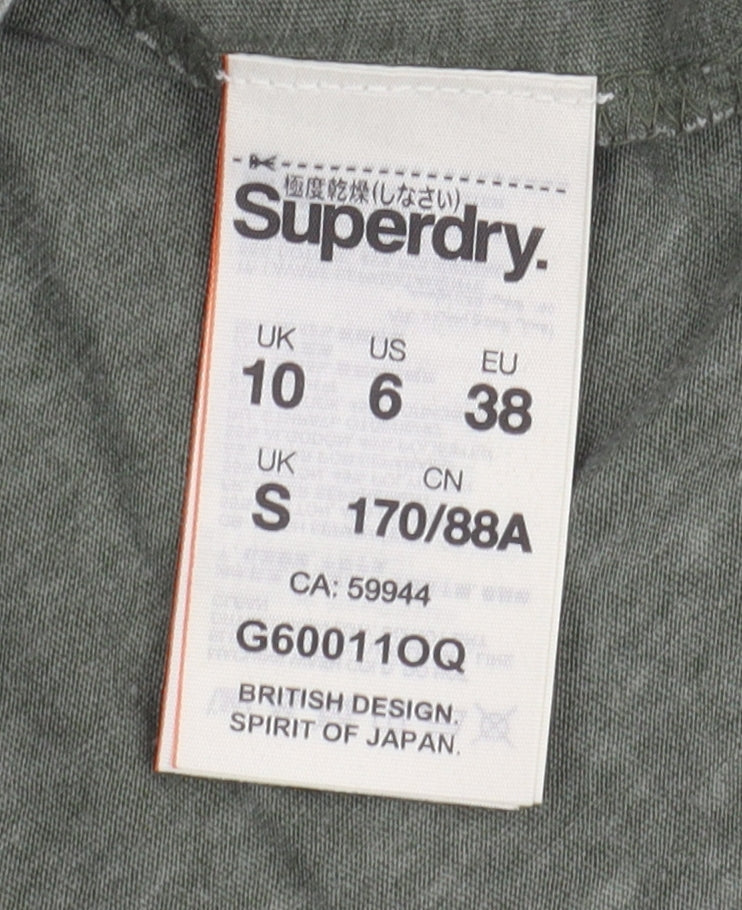 極度乾燥(しなさい)
Superdry.
UK US EU
10 6 38
UK CN
S 170/88A
CA: 59944
G60011OQ
BRITISH DESIGN.
SPIRIT OF JAPAN.